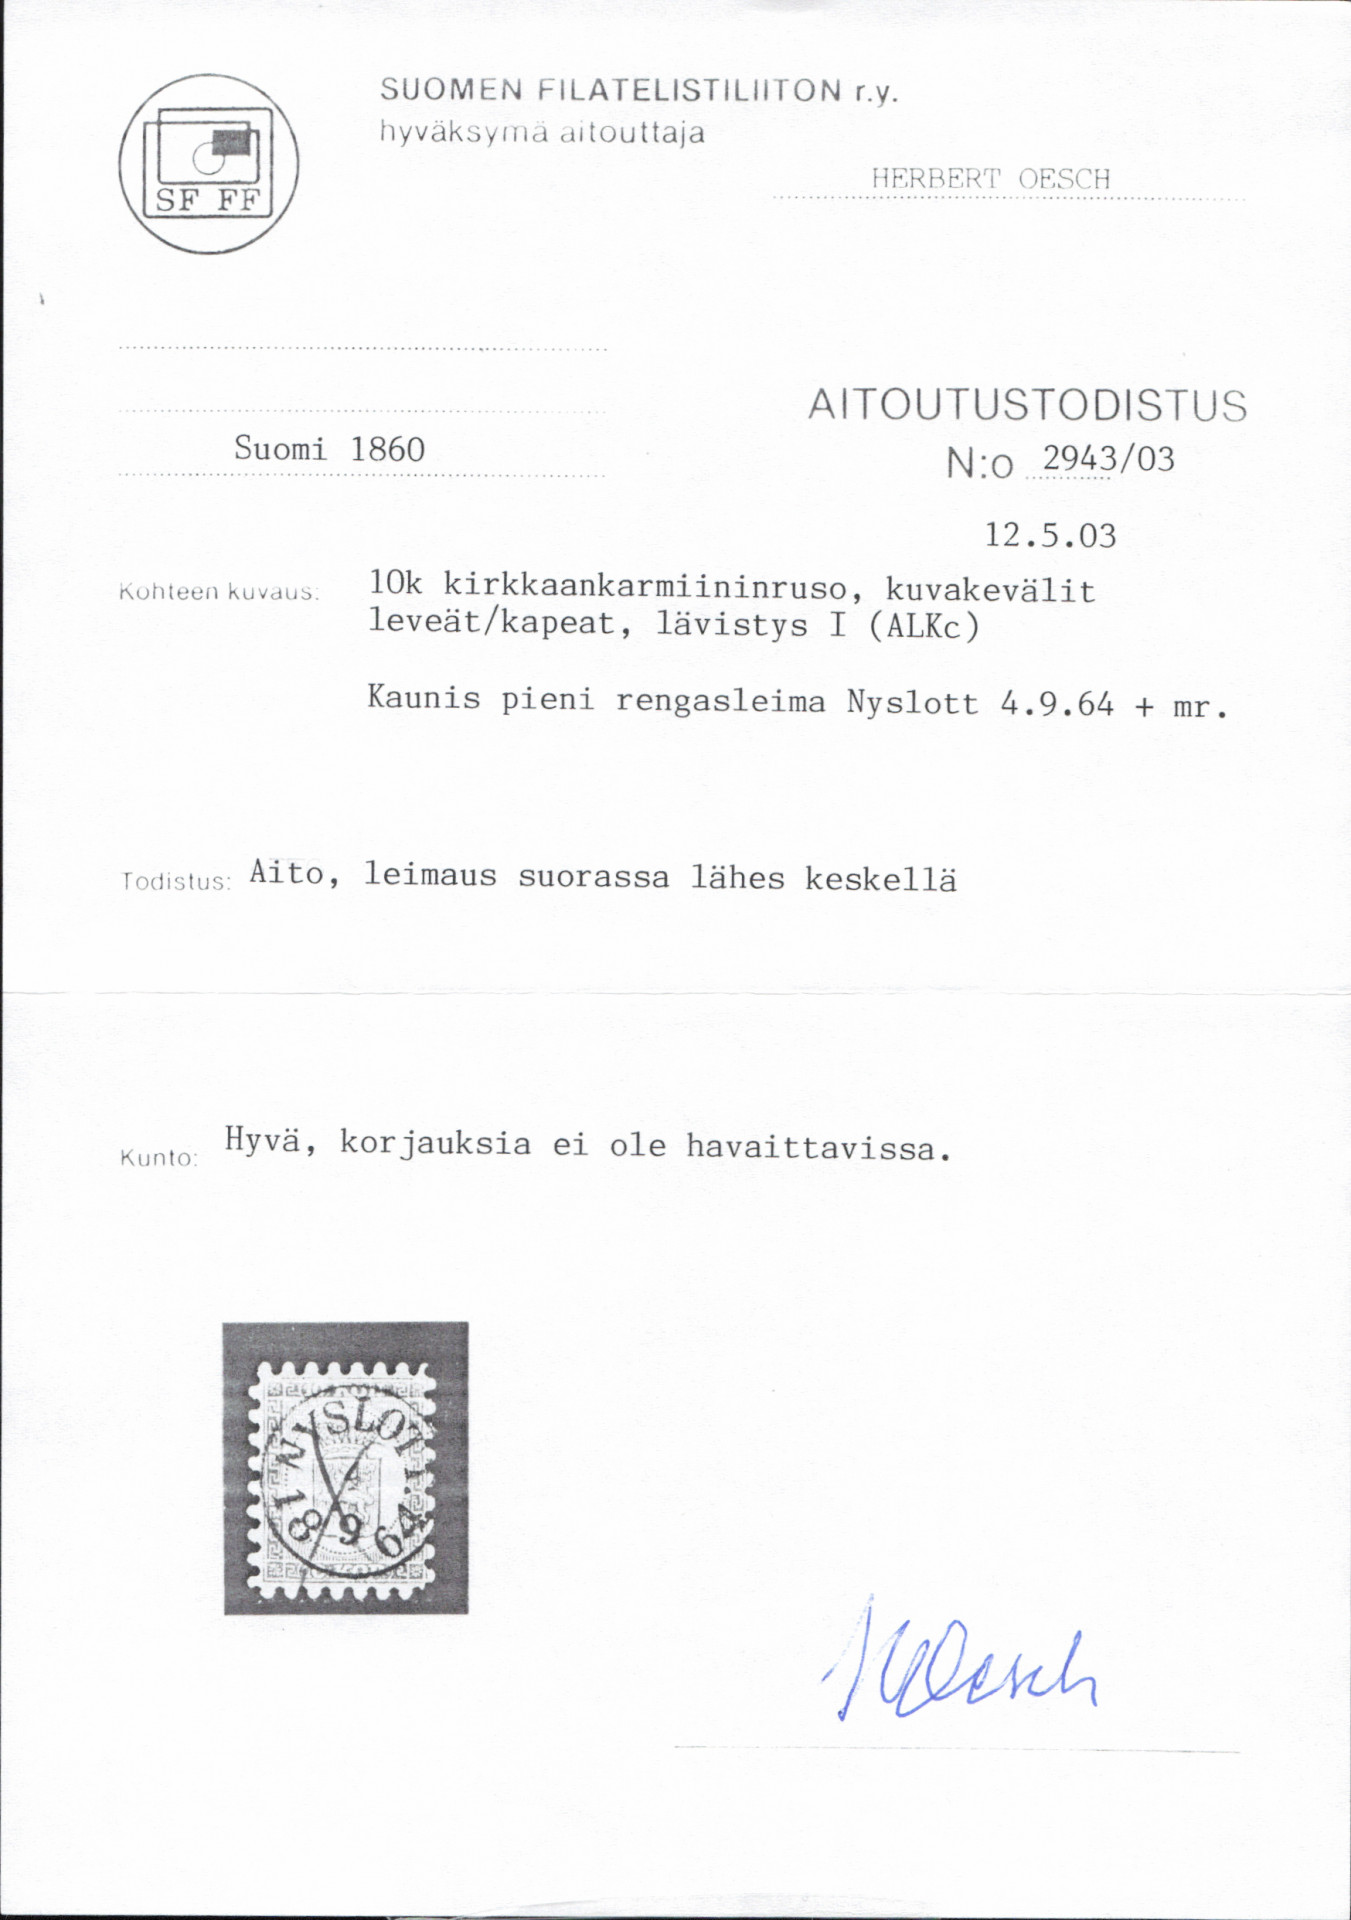 SF FF
SUOMEN FILATELISTILIITON r.y.
hyväksymä aitouttaja
HERBERT OESCH
AITOUTUSTODISTUS
Suomi 1860
N:o 2943/03
12.5.03
Kohteen kuvaus: 10k kirkkaankarmiininruso, kuvakevälit
leveät/kapeat, lävistys I (ALKc)
Kaunis pieni rengasleima Nyslott 4.9.64 + mr.
Todistus: Aito, leimaus suorassa lähes keskellä
Kunto: Hyvä, korjauksia ei ole havaittavissa.
NYSLOTT
18 9 64
HOesch